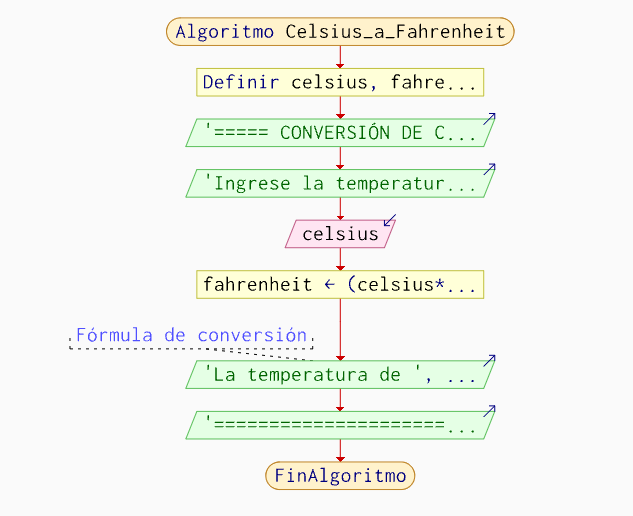 Algoritmo Celsius_a_Fahrenheit
Definir celsius, fahre...
'===== CONVERSIÓN DE C...
'Ingrese la temperatur...
celsius
fahrenheit ← (celsius*...
Fórmula de conversión
'La temperatura de ', ...
'=====================...
FinAlgoritmo